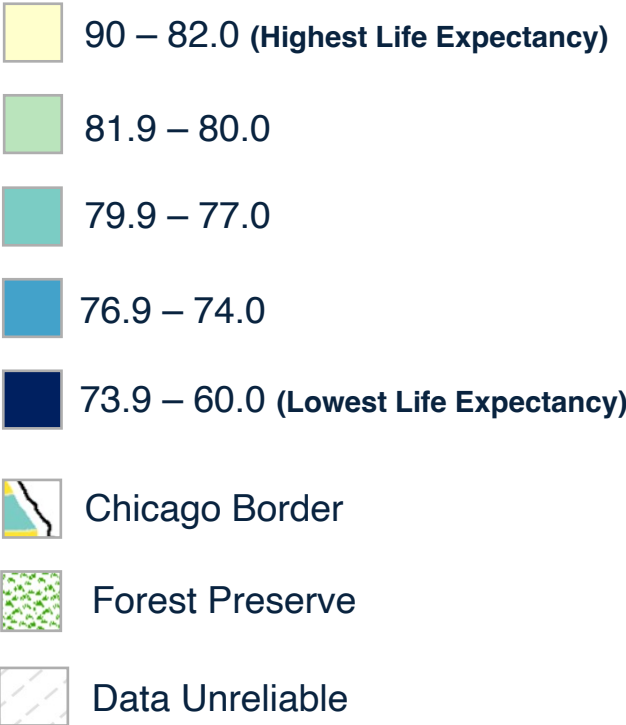 90 – 82.0 (Highest Life Expectancy)
81.9 – 80.0
79.9 – 77.0
76.9 – 74.0
73.9 – 60.0 (Lowest Life Expectancy)
Chicago Border
Forest Preserve
Data Unreliable